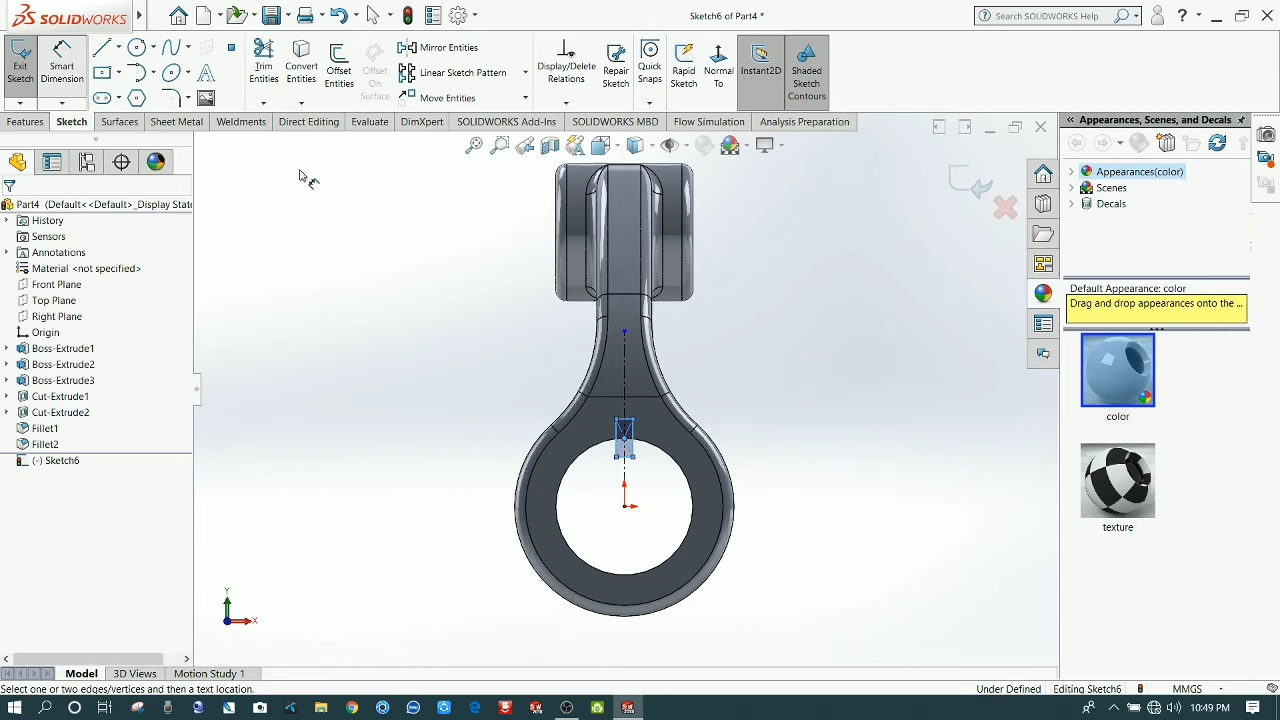 SOLIDWORKS
Sketch6 of Part4 *
Search SOLIDWORKS Help
Exit Sketch
Smart Dimension
Trim Entities
Convert Entities
Offset Entities
Offset On Surface
Mirror Entities
Linear Sketch Pattern
Move Entities
Display/Delete Relations
Repair Sketch
Quick Snaps
Rapid Sketch
Normal To
Instant2D
Shaded Sketch Contours
Features
Sketch
Surfaces
Sheet Metal
Weldments
Direct Editing
Evaluate
DimXpert
SOLIDWORKS Add-Ins
SOLIDWORKS MBD
Flow Simulation
Analysis Preparation
Part4 (Default<<Default>_Display State
History
Sensors
Annotations
Material <not specified>
Front Plane
Top Plane
Right Plane
Origin
Boss-Extrude1
Boss-Extrude2
Boss-Extrude3
Cut-Extrude1
Cut-Extrude2
Fillet1
Fillet2
(-) Sketch6
Y
X
Appearances, Scenes, and Decals
Appearances(color)
Scenes
Decals
Default Appearance: color
Drag and drop appearances onto the ...
color
texture
Model
3D Views
Motion Study 1
Select one or two edges/vertices and then a text location.
Under Defined
Editing Sketch6
MMGS
10:49 PM